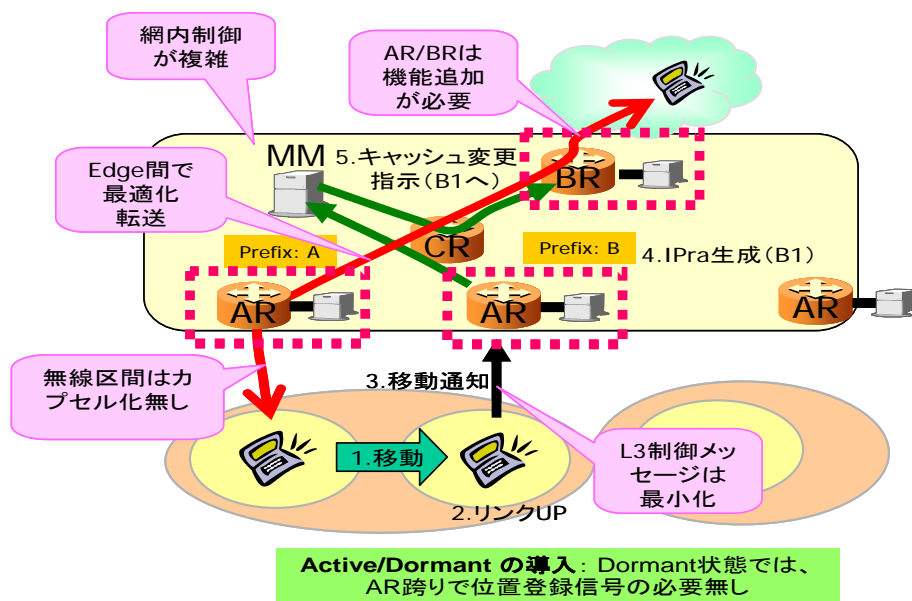 網内制御
が複雑
AR/BRは
機能追加
が必要
MM
5.キャッシュ変更
指示(B1へ)
BR
Edge間で
最適化
転送
CR
Prefix: A
Prefix: B
4.IPra生成(B1)
AR
AR
AR
無線区間はカ
プセル化無し
3.移動通知
1.移動
L3制御メッ
セージは
最小化
2.リンクUP
Active/Dormant の導入: Dormant状態では、
AR跨りで位置登録信号の必要無し